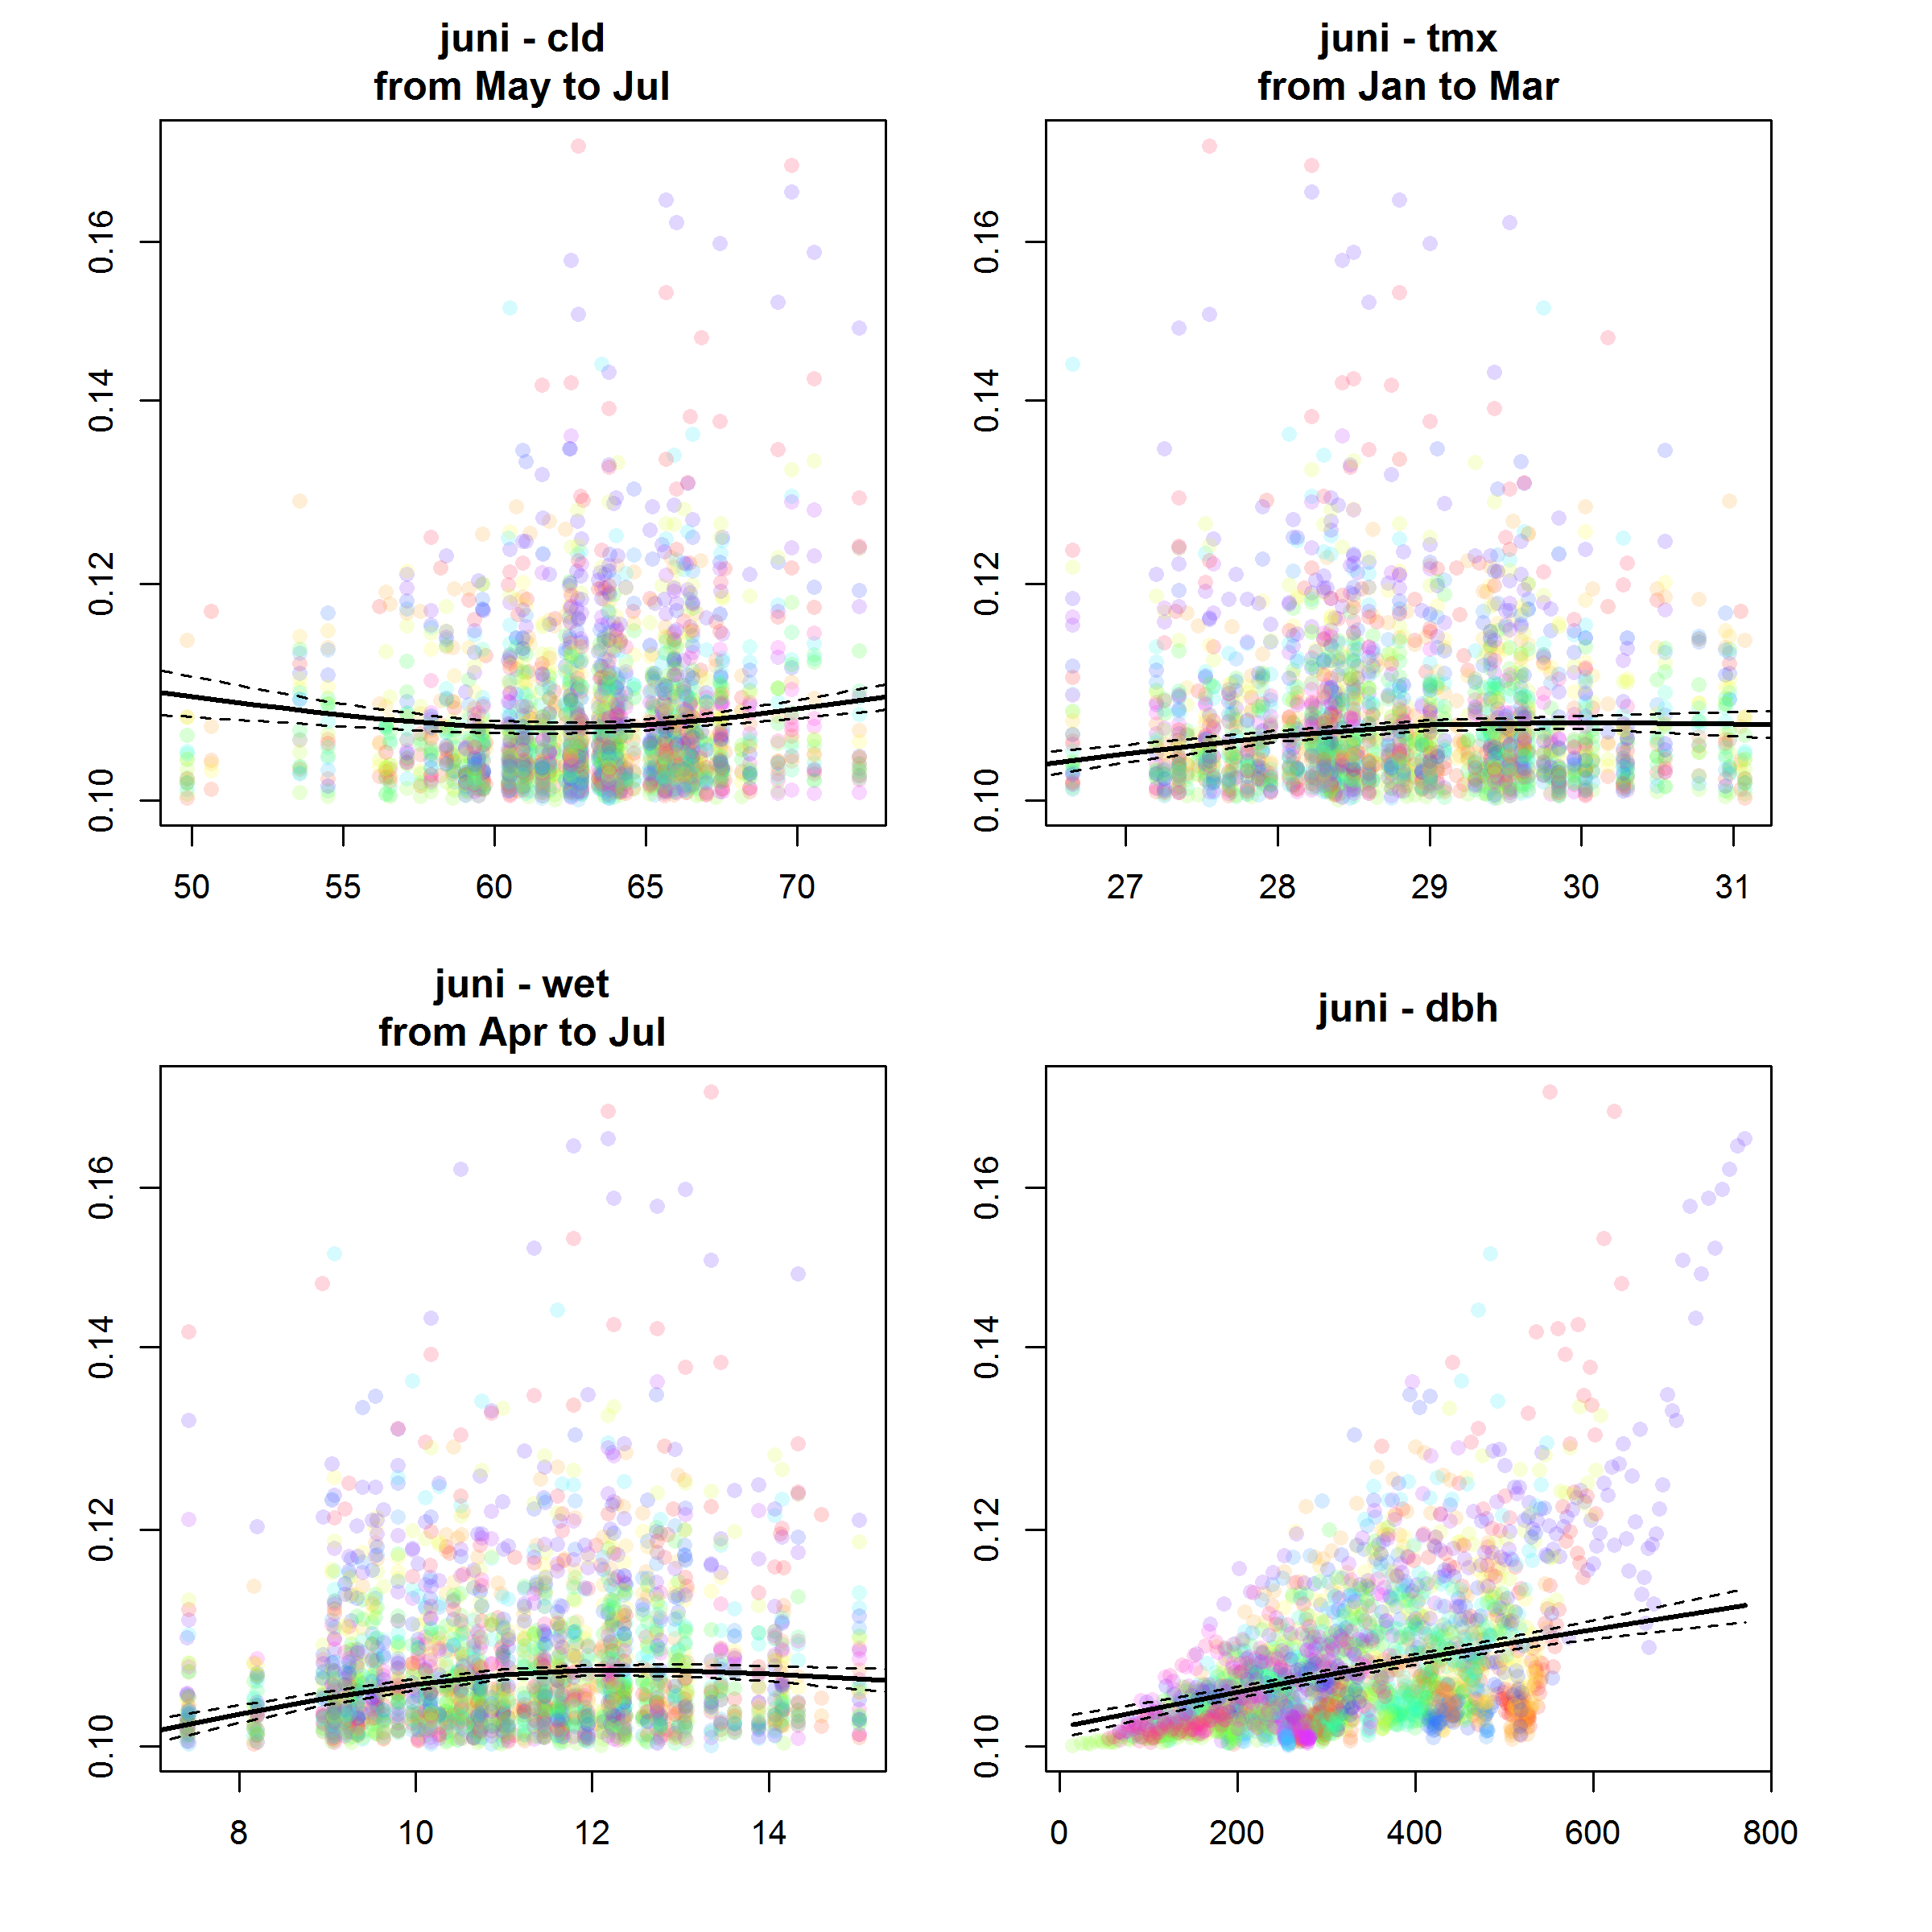 juni - cld
from May to Jul
0.10 0.12 0.14 0.16
50 55 60 65 70
juni - tmx
from Jan to Mar
0.10 0.12 0.14 0.16
27 28 29 30 31
juni - wet
from Apr to Jul
0.10 0.12 0.14 0.16
8 10 12 14
juni - dbh
0.10 0.12 0.14 0.16
0 200 400 600 800